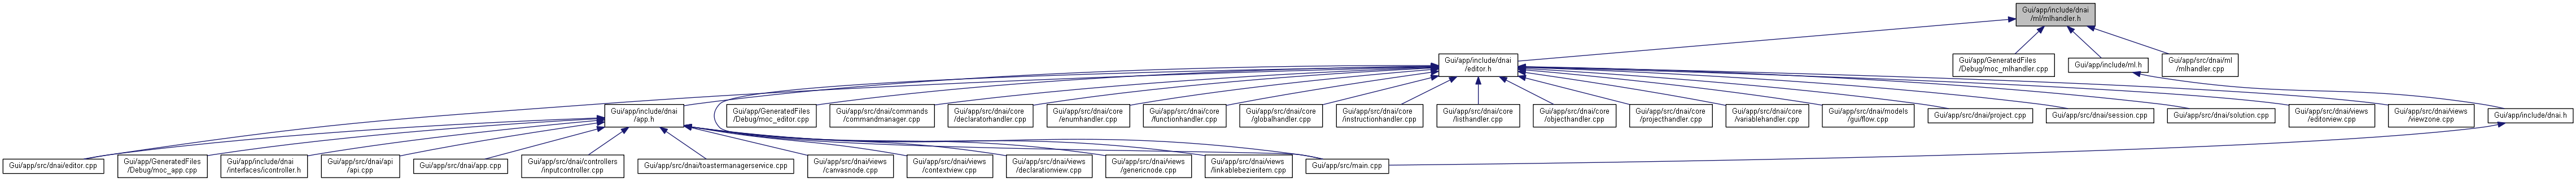 Gui/app/include/dnai
/ml/mlhandler.h
Gui/app/include/dnai
/editor.h
Gui/app/GeneratedFiles
/Debug/moc_mlhandler.cpp
Gui/app/include/ml.h
Gui/app/src/dnai/ml
/mlhandler.cpp
Gui/app/include/dnai
/app.h
Gui/app/GeneratedFiles
/Debug/moc_editor.cpp
Gui/app/src/dnai/commands
/commandmanager.cpp
Gui/app/src/dnai/core
/declaratorhandler.cpp
Gui/app/src/dnai/core
/enumhandler.cpp
Gui/app/src/dnai/core
/functionhandler.cpp
Gui/app/src/dnai/core
/globalhandler.cpp
Gui/app/src/dnai/core
/instructionhandler.cpp
Gui/app/src/dnai/core
/listhandler.cpp
Gui/app/src/dnai/core
/objecthandler.cpp
Gui/app/src/dnai/core
/projecthandler.cpp
Gui/app/src/dnai/core
/variablehandler.cpp
Gui/app/src/dnai/models
/gui/flow.cpp
Gui/app/src/dnai/project.cpp
Gui/app/src/dnai/session.cpp
Gui/app/src/dnai/solution.cpp
Gui/app/src/dnai/views
/editorview.cpp
Gui/app/src/dnai/views
/viewzone.cpp
Gui/app/include/dnai.h
Gui/app/src/dnai/editor.cpp
Gui/app/GeneratedFiles
/Debug/moc_app.cpp
Gui/app/include/dnai
/interfaces/icontroller.h
Gui/app/src/dnai/api
/api.cpp
Gui/app/src/dnai/app.cpp
Gui/app/src/dnai/controllers
/inputcontroller.cpp
Gui/app/src/dnai/toastermanagerservice.cpp
Gui/app/src/dnai/views
/canvasnode.cpp
Gui/app/src/dnai/views
/contextview.cpp
Gui/app/src/dnai/views
/declarationview.cpp
Gui/app/src/dnai/views
/genericnode.cpp
Gui/app/src/dnai/views
/linkablebezieritem.cpp
Gui/app/src/main.cpp